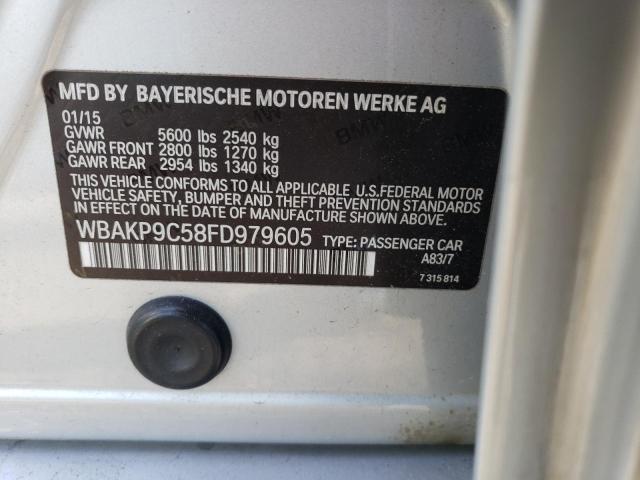 MFD BY BAYERISCHE MOTOREN WERKE AG
01/15
GVWR 5600 lbs 2540 kg
GAWR FRONT 2800 lbs 1270 kg
GAWR REAR 2954 lbs 1340 kg
THIS VEHICLE CONFORMS TO ALL APPLICABLE U.S.FEDERAL MOTOR
VEHICLE SAFETY, BUMPER AND THEFT PREVENTION STANDARDS
IN EFFECT ON THE DATE OF MANUFACTURE SHOWN ABOVE.
WBAKP9C58FD979605 TYPE: PASSENGER CAR
A83/7
7 315 814